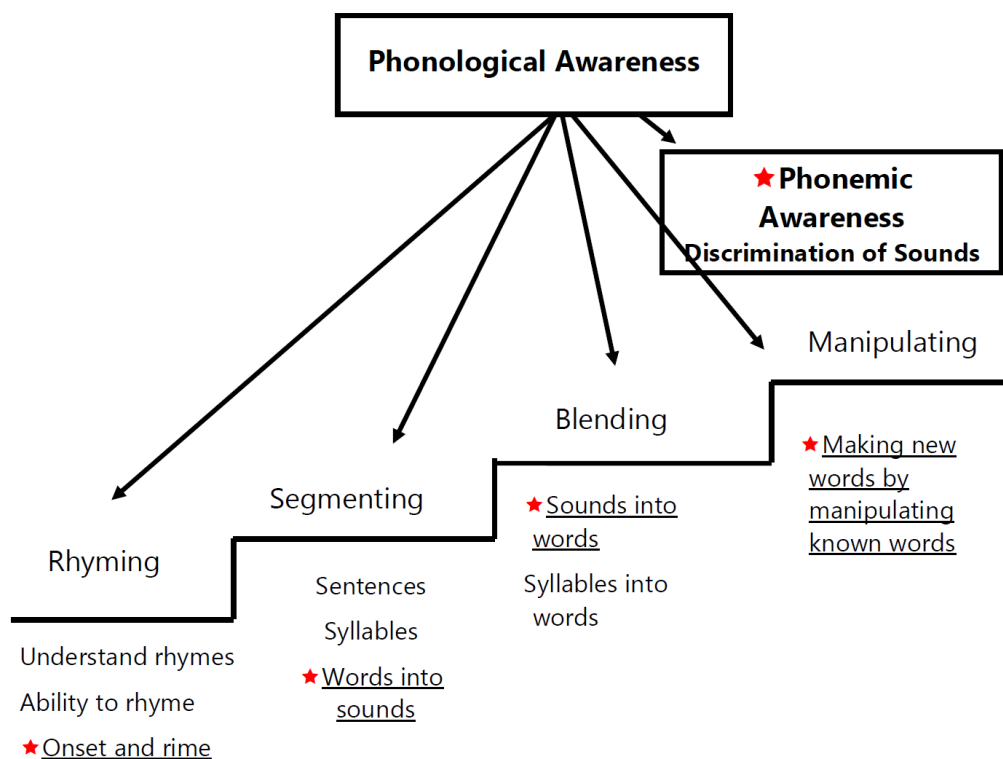 Phonological Awareness
Phonemic
Awareness
Discrimination of Sounds
Manipulating
Making new
words by
manipulating
known words
Blending
Sounds into
words
Syllables into
words
Segmenting
Sentences
Syllables
Words into
sounds
Rhyming
Understand rhymes
Ability to rhyme
Onset and rime